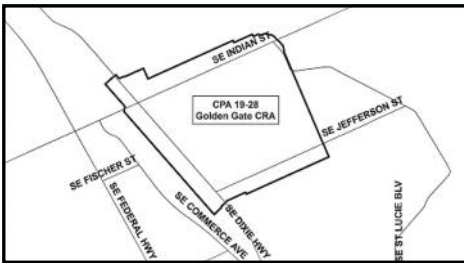 SE INDIAN ST
CPA 19-28
Golden Gate CRA
SE JEFFERSON ST
SE FISCHER ST
SE FEDERAL HWY
SE COMMERCE AVE
SE DIXIE HWY
SE ST. LUCIE BLV